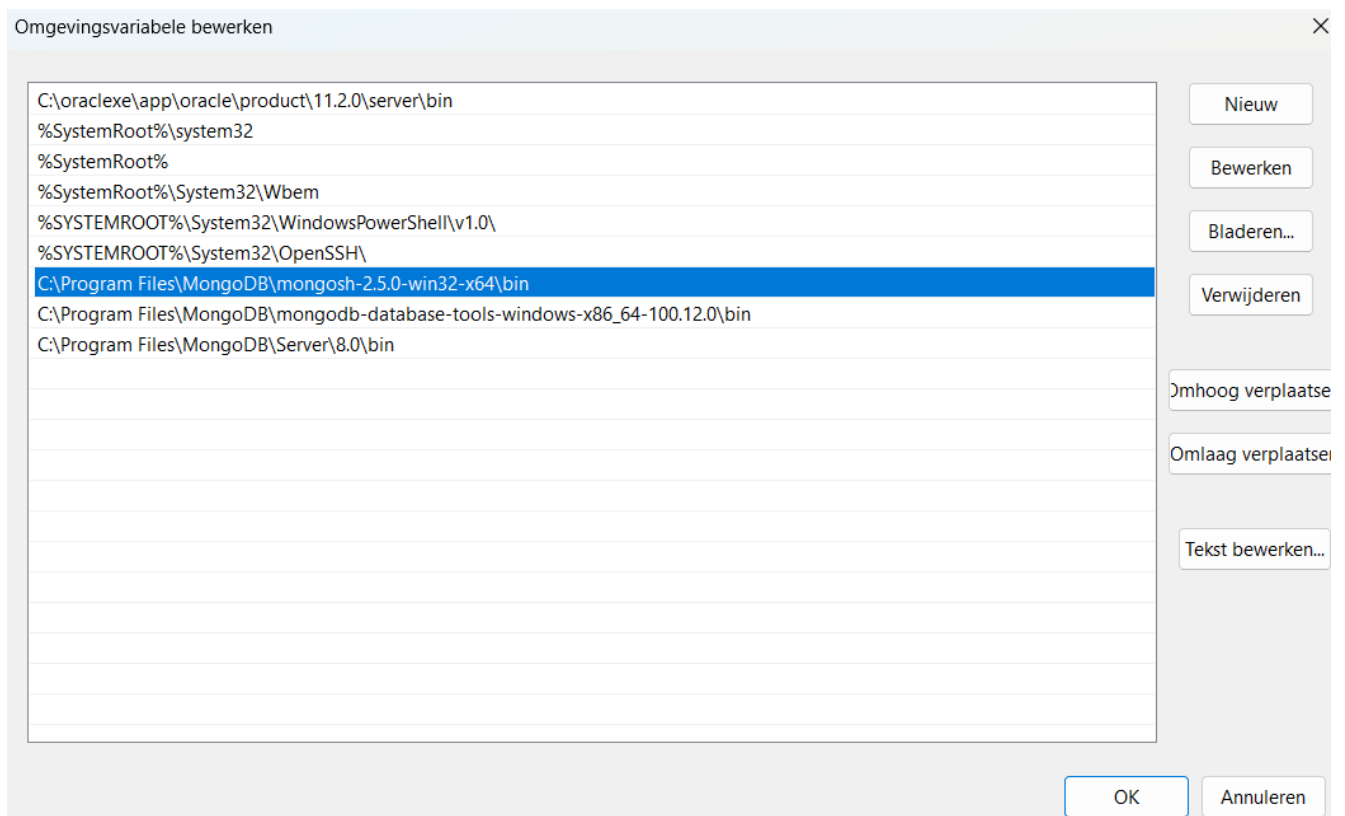 Omgevingsvariabele bewerken
C:\oraclexe\app\oracle\product\11.2.0\server\bin
%SystemRoot%\system32
%SystemRoot%
%SystemRoot%\System32\Wbem
%SYSTEMROOT%\System32\WindowsPowerShell\v1.0\
%SYSTEMROOT%\System32\OpenSSH\
C:\Program Files\MongoDB\mongosh-2.5.0-win32-x64\bin
C:\Program Files\MongoDB\mongodb-database-tools-windows-x86_64-100.12.0\bin
C:\Program Files\MongoDB\Server\8.0\bin
Nieuw
Bewerken
Bladeren...
Verwijderen
Omhoog verplaatse
Omlaag verplaatser
Tekst bewerken...
OK
Annuleren